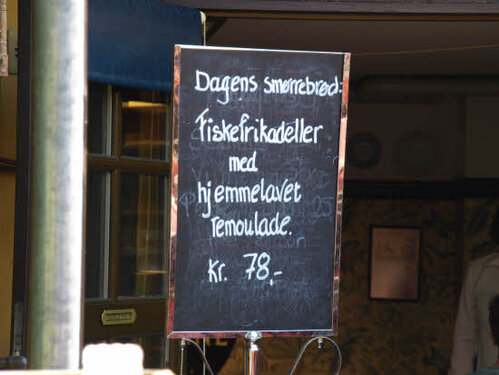 Dagens smørrebrød:
Fiskefrikadeller
med
hjemmelavet
remoulade.
Kr. 78,-